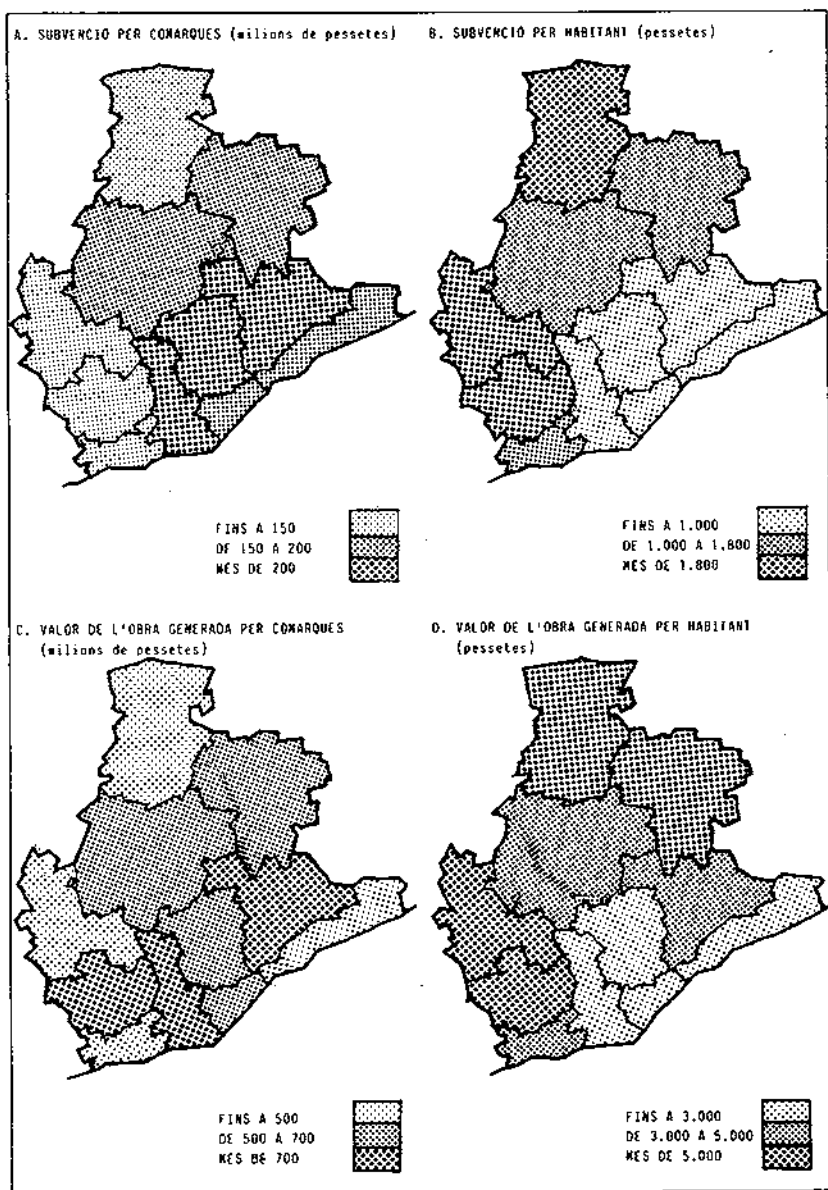 A. SUBVENCIO PER COMARQUES (milions de pessetes)
B. SUBVENCIO PER HABITANT (pessetes)
FINS A 150
DE 150 A 200
MES DE 200
FINS A 1.000
DE 1.000 A 1.800
MES DE 1.800
C. VALOR DE L'OBRA GENERADA PER COMARQUES
(milions de pessetes)
D. VALOR DE L'OBRA GENERADA PER HABITANT
(pessetes)
FINS A 500
DE 500 A 700
MES DE 700
FINS A 3.000
DE 3.000 A 5.000
MES DE 5.000